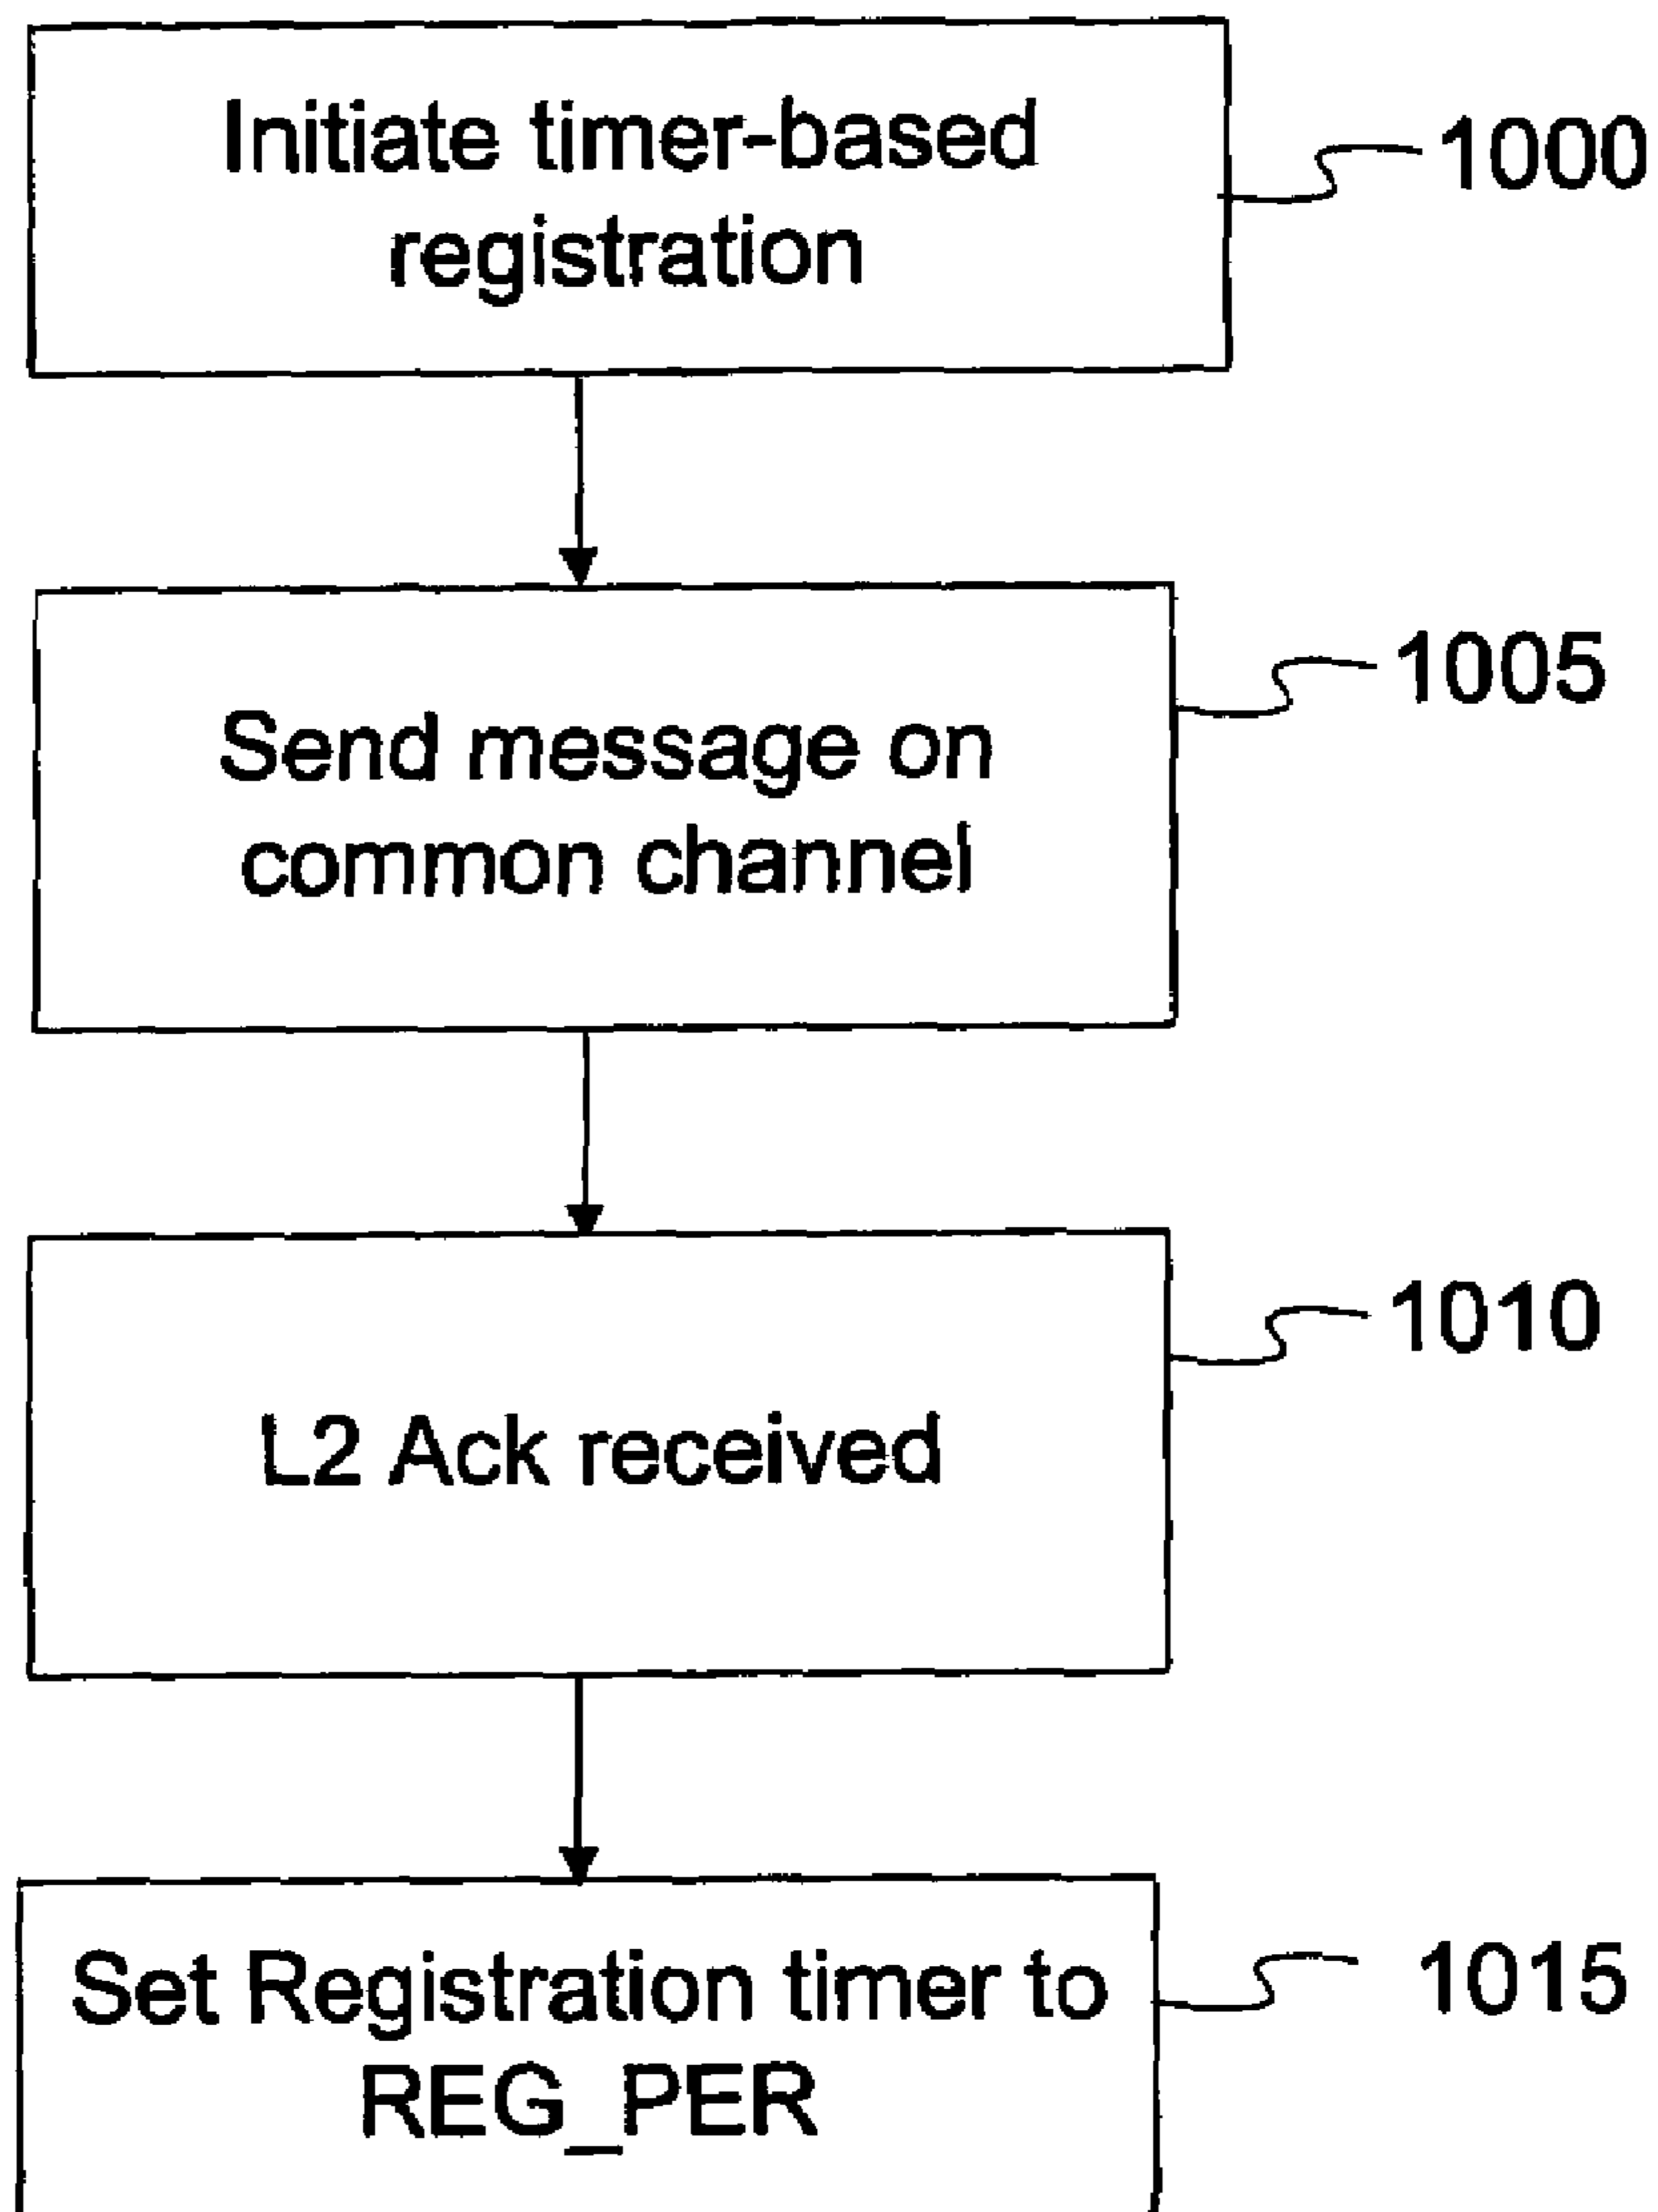 Initiate timer-based
registration
1000
Send message on
common channel
1005
L2 Ack received
1010
Set Registration timer to
REG_PER
1015